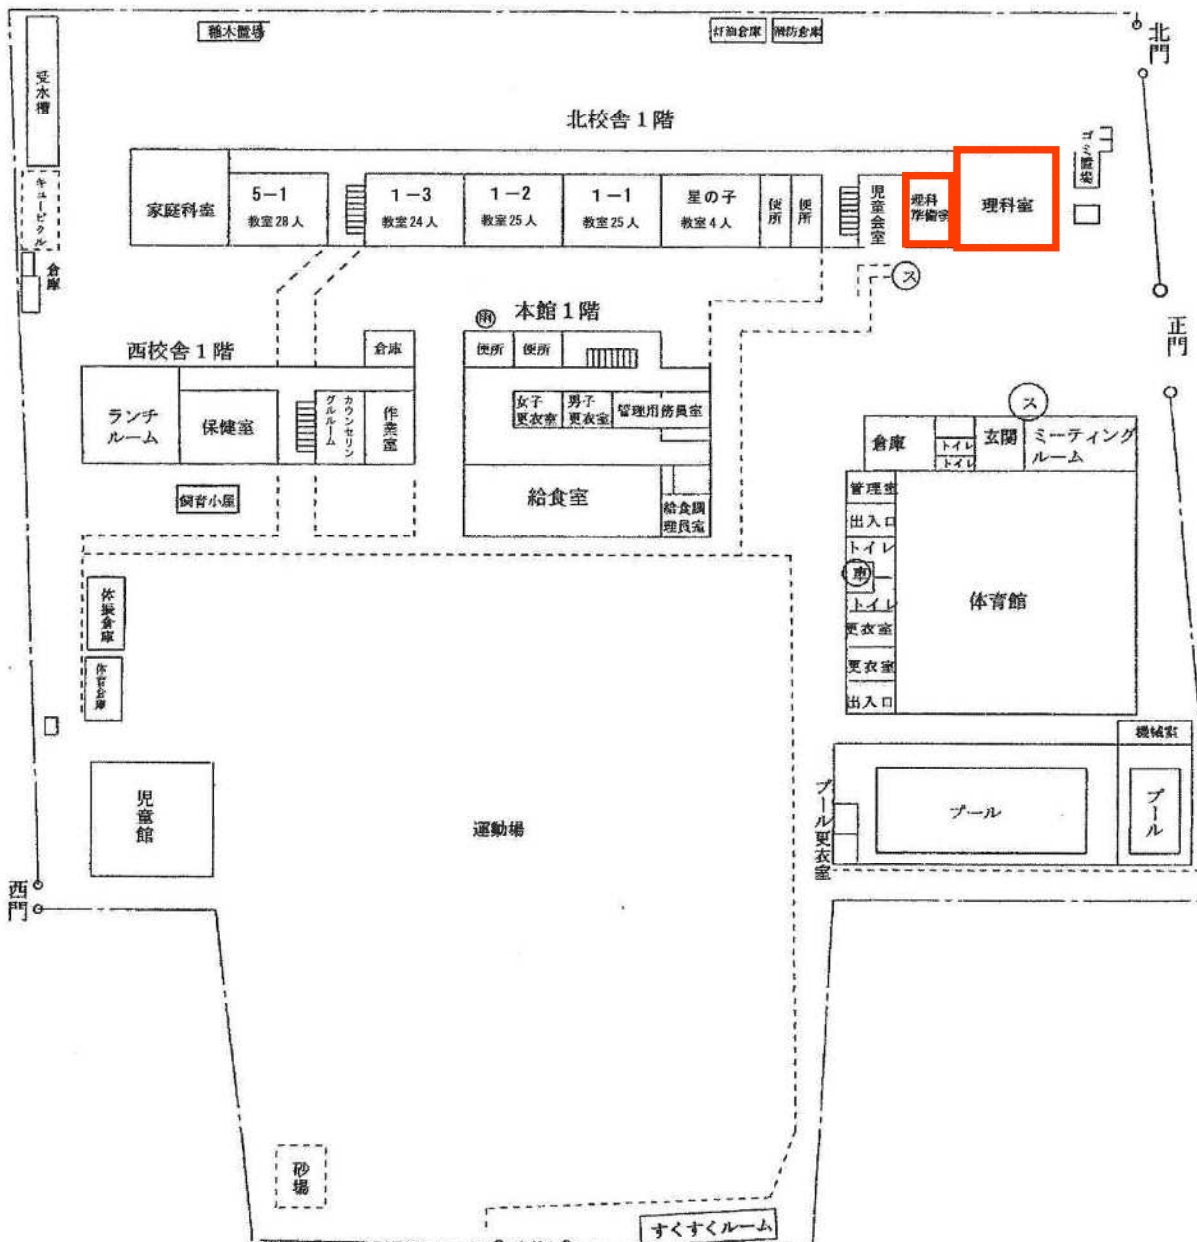 雑木置場
灯油倉庫
消防倉庫
北門
受水槽
北校舎1階
ゴミ置場
キュービクル
家庭科室
5-1
教室28人
1-3
教室24人
1-2
教室25人
1-1
教室25人
星の子
教室4人
便所
便所
児童会室
理科
準備室
理科室
倉庫
ス
正門
西校舎1階
倉庫
本館1階
雨
便所
便所
ランチ
ルーム
保健室
カウンセリン
グルルーム
作業室
女子
更衣室
男子
更衣室
管理用務員室
ス
倉庫
トイレ
トイレ
玄関
ミーティング
ルーム
飼育小屋
給食室
給食調
理員室
管理室
出入口
トイレ
車
トイレ
更衣室
更衣室
出入口
体育館
体振倉庫
体育倉庫
機械室
児童館
運動場
プール更衣室
プール
プール
西門
砂場
すくすくルーム